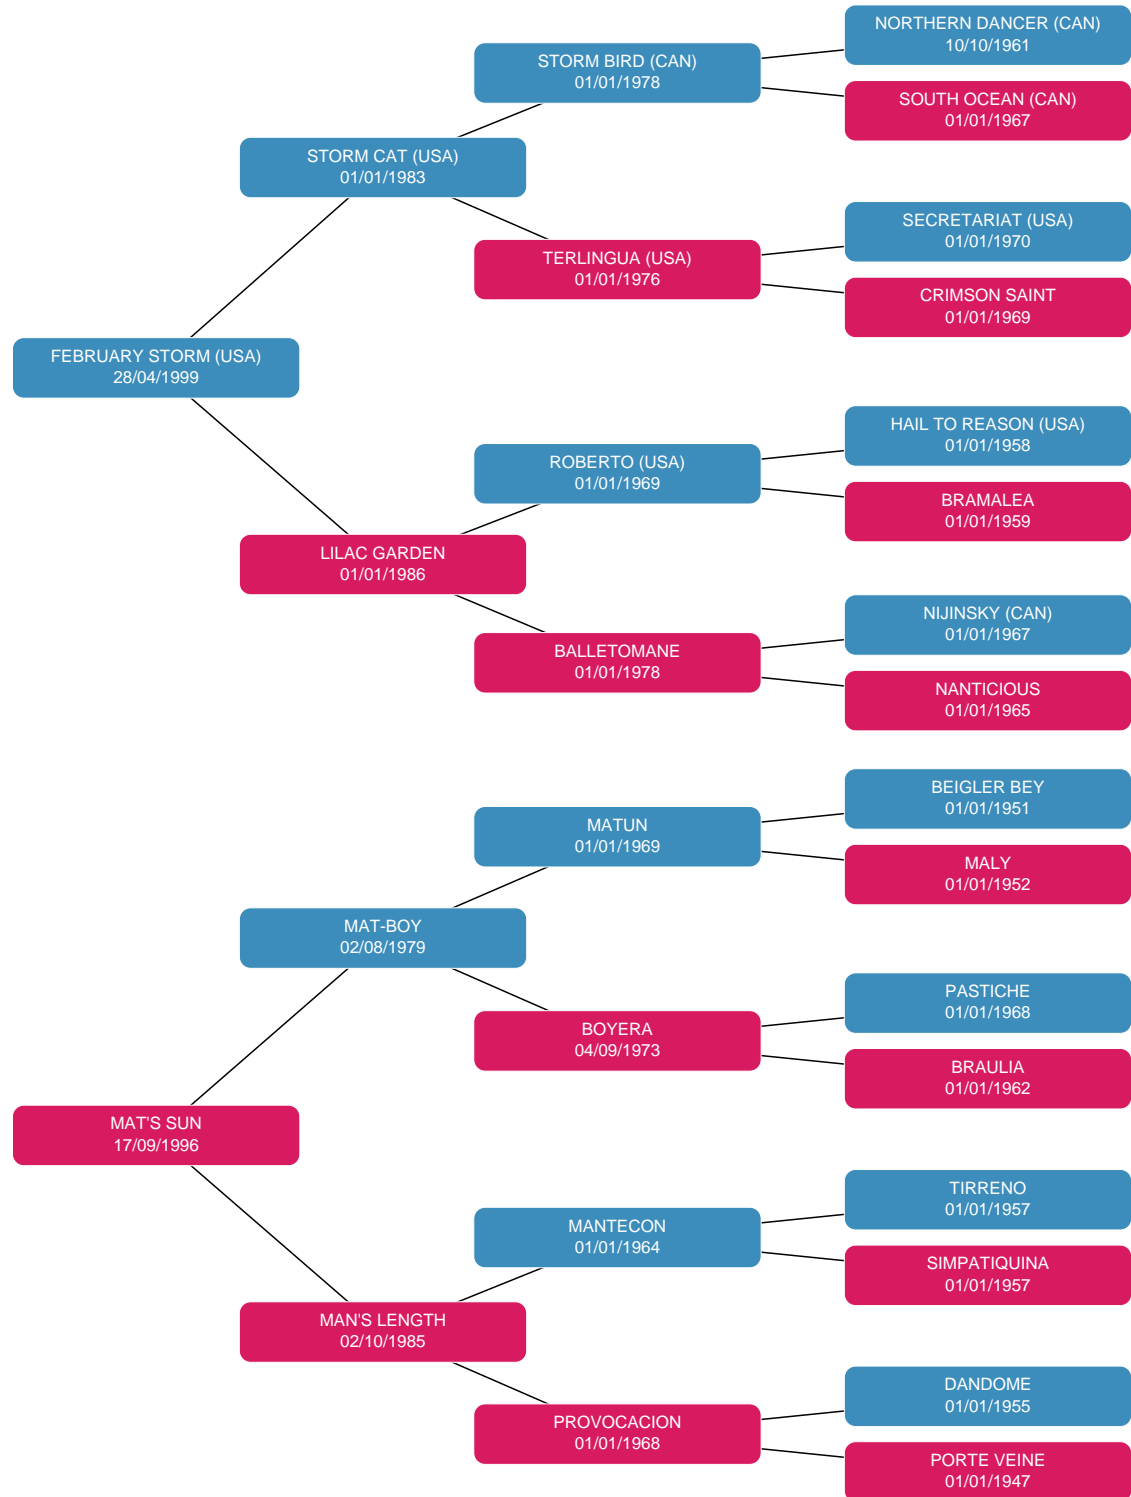 NORTHERN DANCER (CAN)
10/10/1961
STORM BIRD (CAN)
01/01/1978
SOUTH OCEAN (CAN)
01/01/1967
STORM CAT (USA)
01/01/1983
SECRETARIAT (USA)
01/01/1970
TERLINGUA (USA)
01/01/1976
CRIMSON SAINT
01/01/1969
FEBRUARY STORM (USA)
28/04/1999
HAIL TO REASON (USA)
01/01/1958
ROBERTO (USA)
01/01/1969
BRAMALEA
01/01/1959
LILAC GARDEN
01/01/1986
NIJINSKY (CAN)
01/01/1967
BALLETOMANE
01/01/1978
NANTICIOUS
01/01/1965
BEIGLER BEY
01/01/1951
MATUN
01/01/1969
MALY
01/01/1952
MAT-BOY
02/08/1979
PASTICHE
01/01/1968
BOYERA
04/09/1973
BRAULIA
01/01/1962
MAT'S SUN
17/09/1996
TIRRENO
01/01/1957
MANTECON
01/01/1964
SIMPATIQUINA
01/01/1957
MAN'S LENGTH
02/10/1985
DANDOME
01/01/1955
PROVOCACION
01/01/1968
PORTE VEINE
01/01/1947